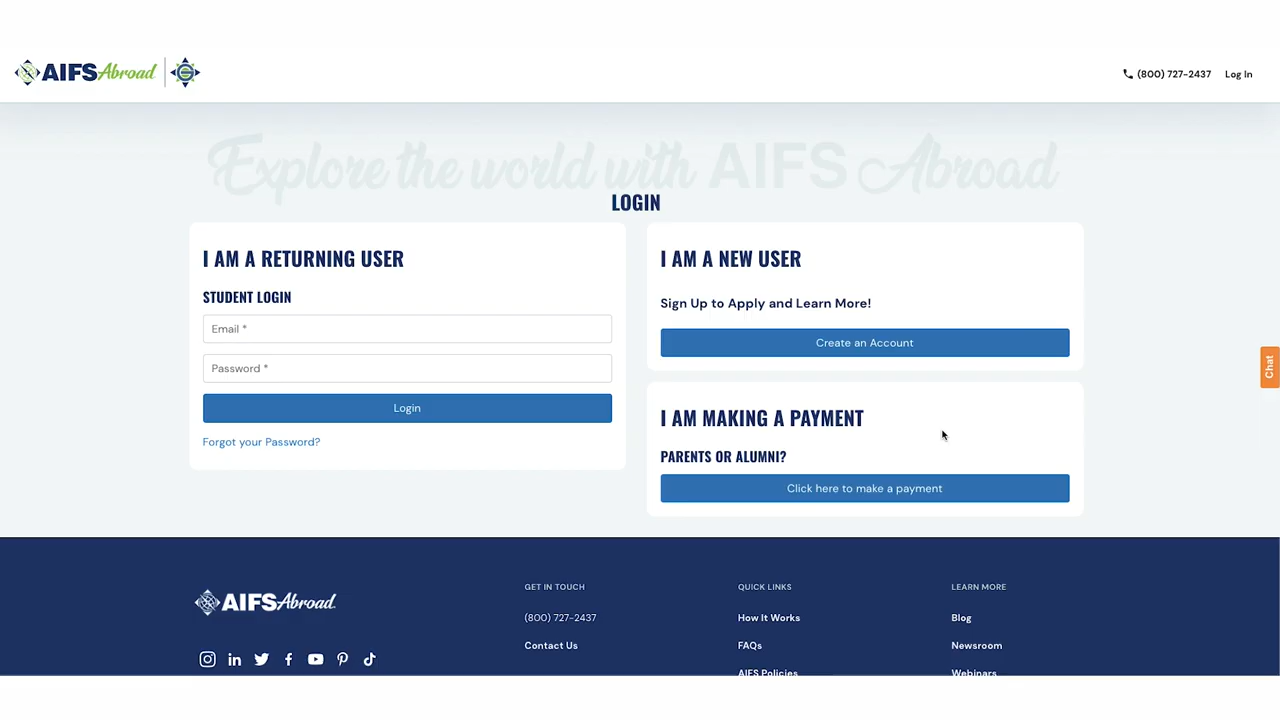 AIFS Abroad
(800) 727-2437 Log In
Explore the world with AIFS Abroad
LOGIN
I AM A RETURNING USER
STUDENT LOGIN
Email *
Password *
Login
Forgot your Password?
I AM A NEW USER
Sign Up to Apply and Learn More!
Create an Account
I AM MAKING A PAYMENT
PARENTS OR ALUMNI?
Click here to make a payment
Chat
AIFS Abroad
GET IN TOUCH
(800) 727-2437
Contact Us
QUICK LINKS
How It Works
FAQs
AIFS Policies
LEARN MORE
Blog
Newsroom
Webinars